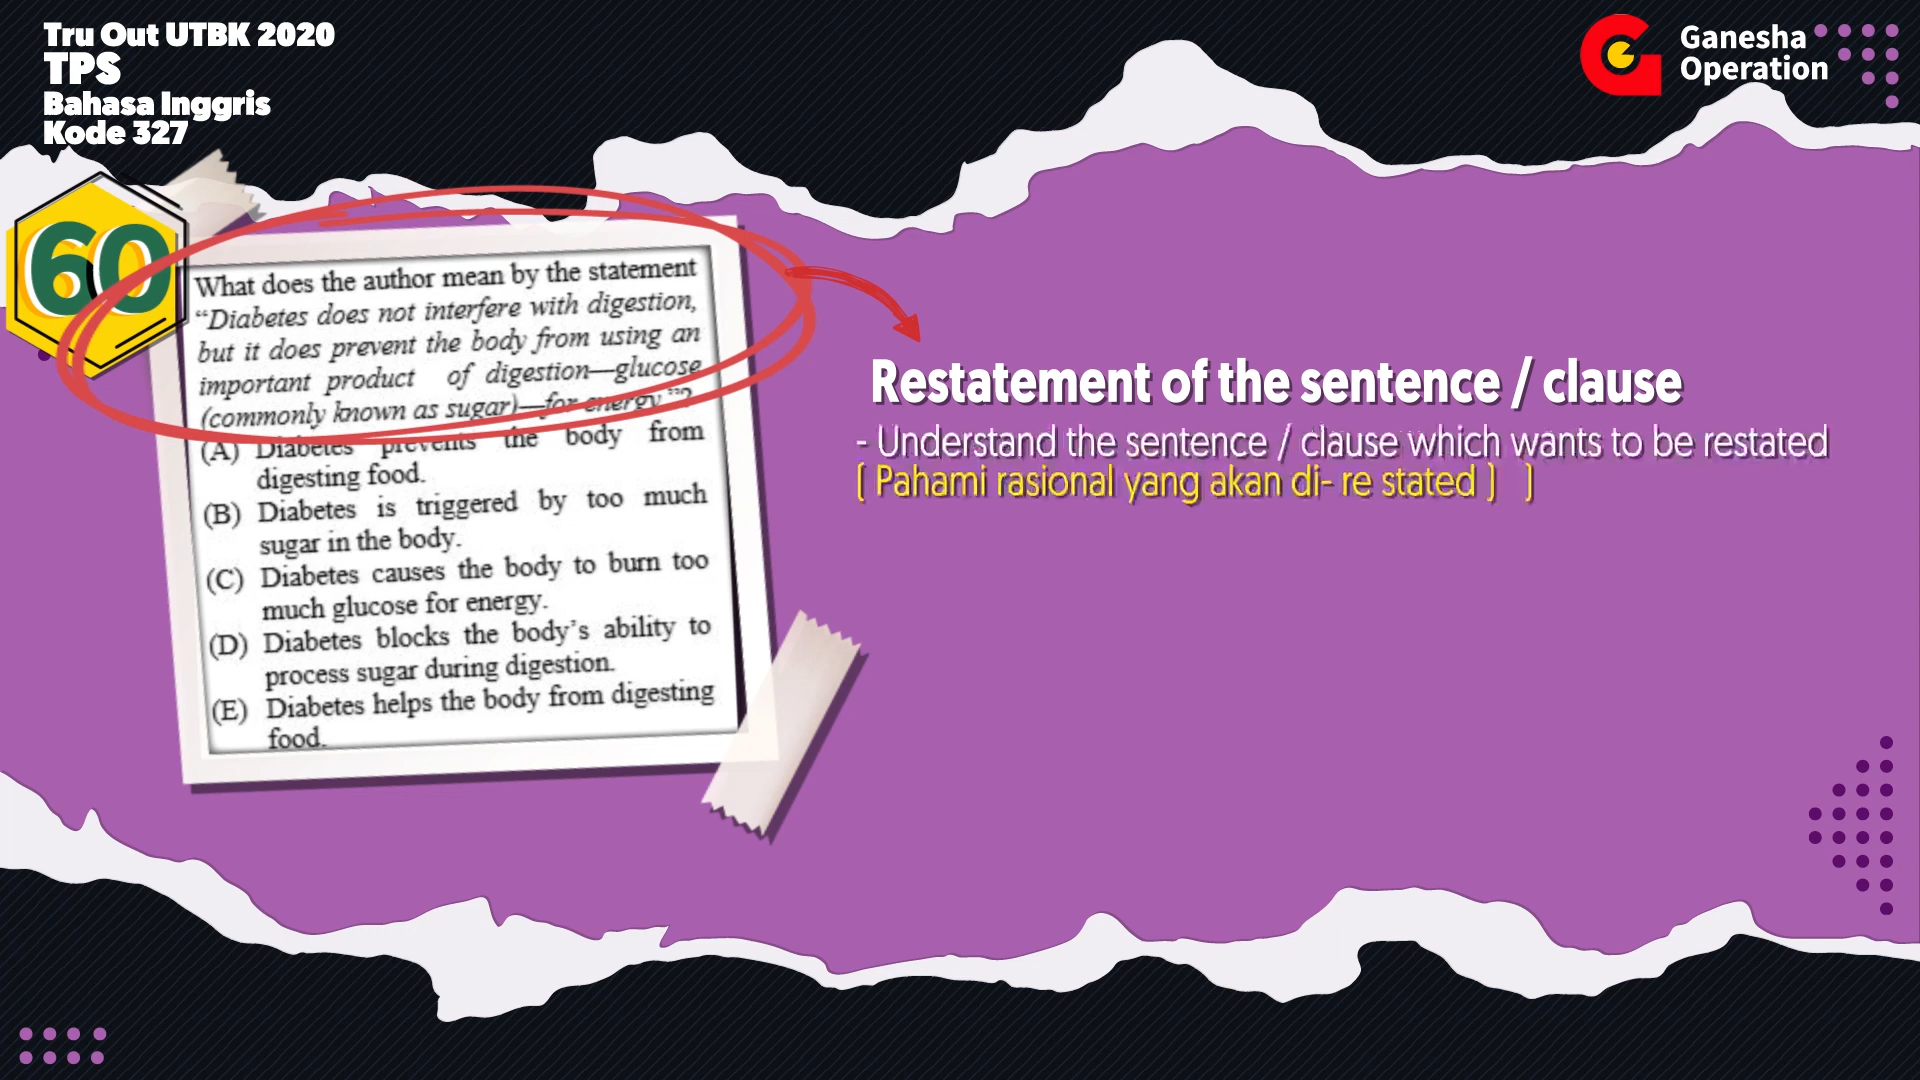 Tru Out UTBK 2020
TPS
Bahasa Inggris
Kode 327
Ganesha
Operation
60
What does the author mean by the statement
“Diabetes does not interfere with digestion,
but it does prevent the body from using an
important product of digestion—glucose
(commonly known as sugar)—for energy.”?
(A) Diabetes prevents the body from
digesting food.
(B) Diabetes is triggered by too much
sugar in the body.
(C) Diabetes causes the body to burn too
much glucose for energy.
(D) Diabetes blocks the body’s ability to
process sugar during digestion.
(E) Diabetes helps the body from digesting
food.
Restatement of the sentence / clause
- Understand the sentence / clause which wants to be restated
( Pahami rasional yang akan di- re stated ) )